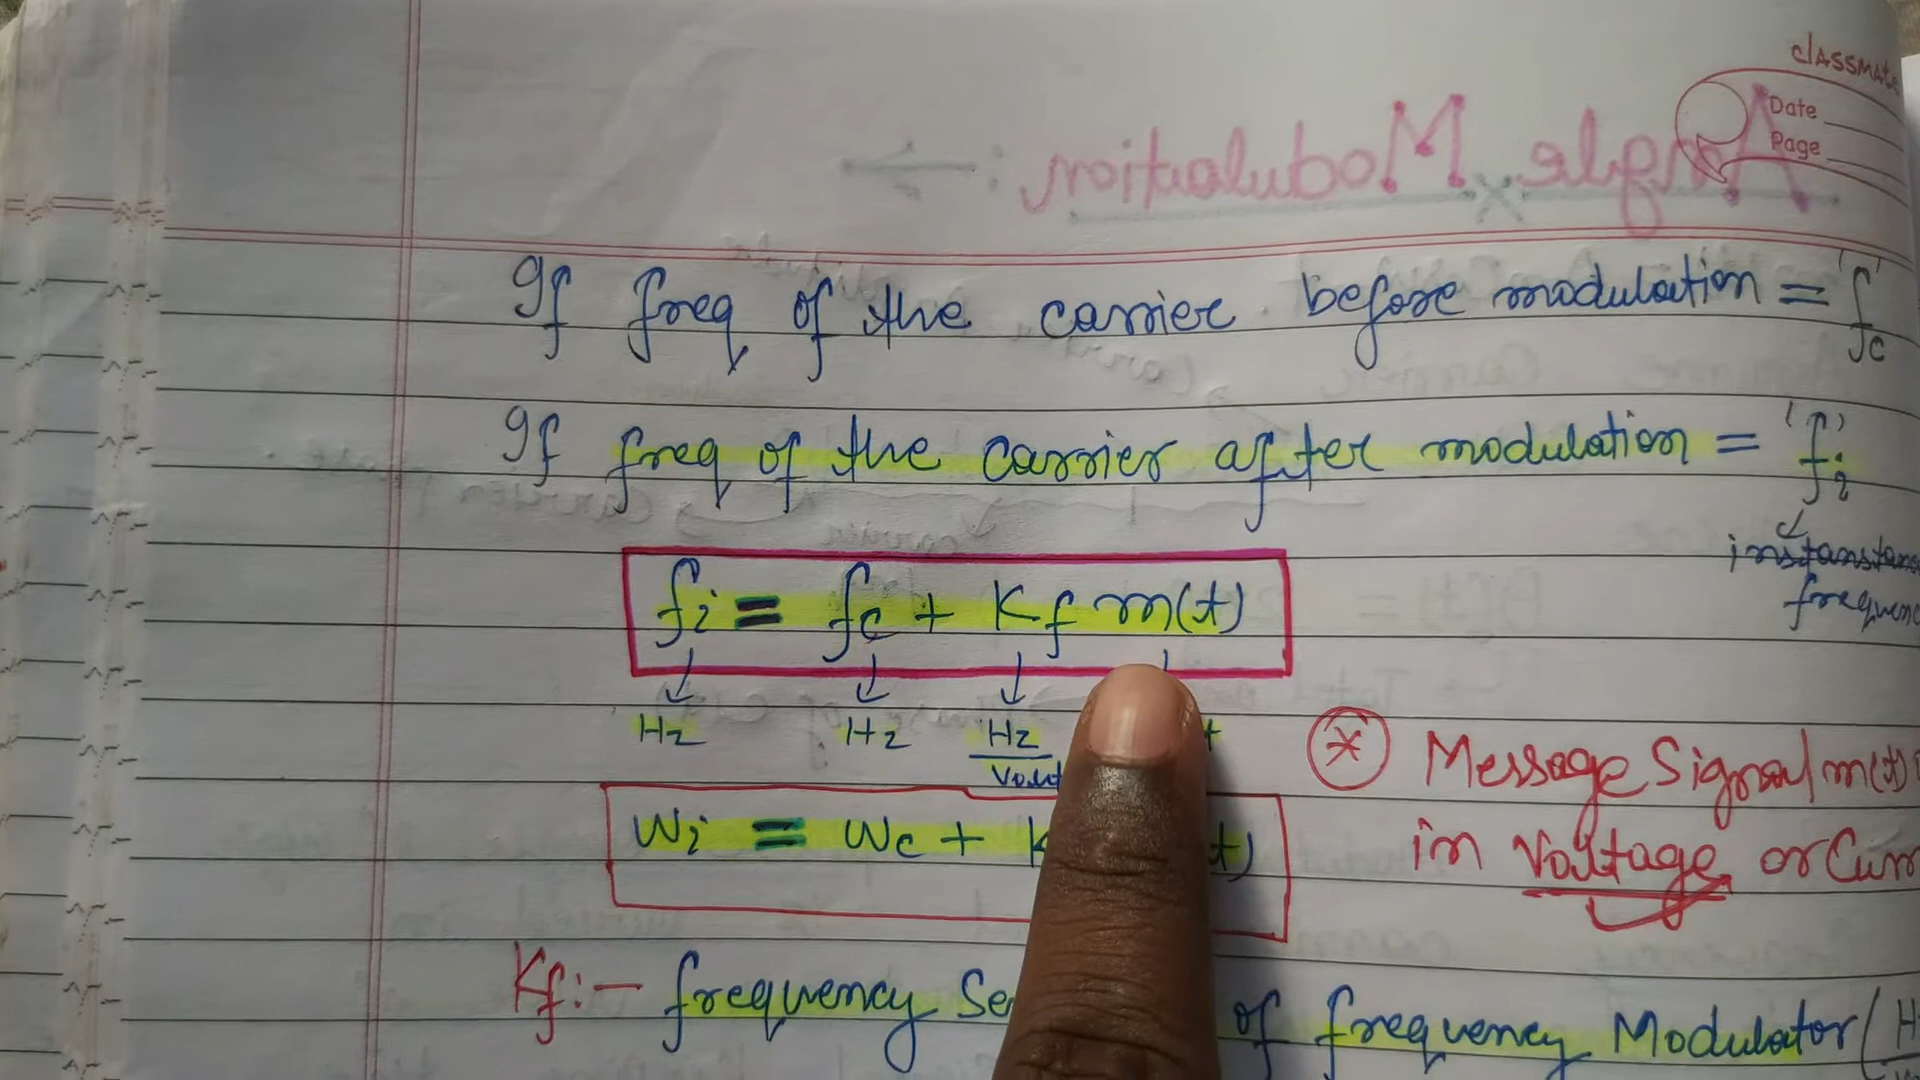 classmate
Date
Page
Angle Modulation :→
If freq of the carrier before modulation = 'fc'
If freq of the carrier after modulation = 'fi'
fi = fc + Kf m(t)
Hz Hz Hz/Volt
Wi = Wc + K t)
* Message Signal m(t)
in Voltage or Curr
Kf:- frequency Se of frequency Modulator (H